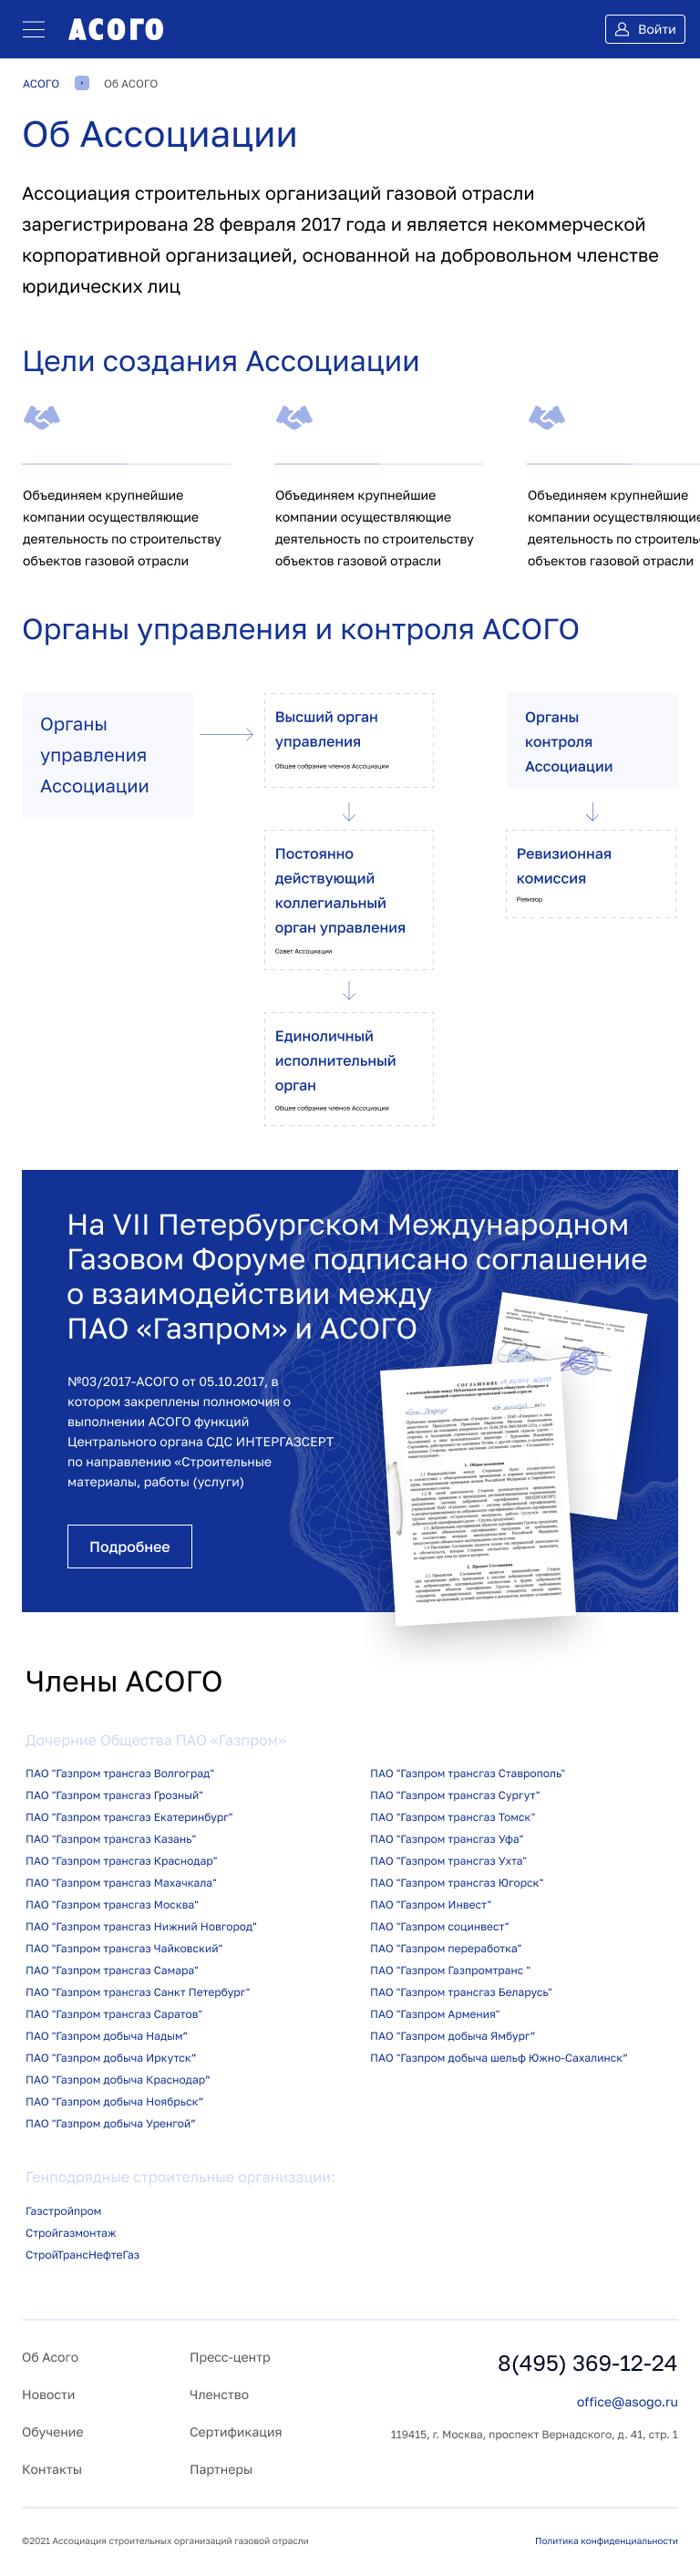 АСОГО
Войти
АСОГО
Об АСОГО
Об Ассоциации
Ассоциация строительных организаций газовой отрасли
зарегистрирована 28 февраля 2017 года и является некоммерческой
корпоративной организацией, основанной на добровольном членстве
юридических лиц
Цели создания Ассоциации
Объединяем крупнейшие
компании осуществляющие
деятельность по строительству
объектов газовой отрасли
Объединяем крупнейшие
компании осуществляющие
деятельность по строительству
объектов газовой отрасли
Объединяем крупнейшие
компании осуществляющие
деятельность по строитель
объектов газовой отрасли
Органы управления и контроля АСОГО
Органы
управления
Ассоциации
Высший орган
управления
Общее собрание членов Ассоциации
Постоянно
действующий
коллегиальный
орган управления
Совет Ассоциации
Единоличный
исполнительный
орган
Общее собрание членов Ассоциации
Органы
контроля
Ассоциации
Ревизионная
комиссия
Ревизор
На VII Петербургском Международном
Газовом Форуме подписано соглашение
о взаимодействии между
ПАО «Газпром» и АСОГО
№03/2017-АСОГО от 05.10.2017, в
котором закреплены полномочия о
выполнении АСОГО функций
Центрального органа СДС ИНТЕРГАЗСЕРТ
по направлению «Строительные
материалы, работы (услуги)
Подробнее
СОГЛАШЕНИЕ
1. Общие положения
2. Предмет Соглашения
Члены АСОГО
Дочерние Общества ПАО «Газпром»
ПАО "Газпром трансгаз Волгоград"
ПАО "Газпром трансгаз Грозный"
ПАО "Газпром трансгаз Екатеринбург"
ПАО "Газпром трансгаз Казань"
ПАО "Газпром трансгаз Краснодар"
ПАО "Газпром трансгаз Махачкала"
ПАО "Газпром трансгаз Москва"
ПАО "Газпром трансгаз Нижний Новгород"
ПАО "Газпром трансгаз Чайковский"
ПАО "Газпром трансгаз Самара"
ПАО "Газпром трансгаз Санкт Петербург"
ПАО "Газпром трансгаз Саратов"
ПАО "Газпром добыча Надым”
ПАО "Газпром добыча Иркутск”
ПАО "Газпром добыча Краснодар”
ПАО "Газпром добыча Ноябрьск”
ПАО "Газпром добыча Уренгой”
ПАО "Газпром трансгаз Ставрополь"
ПАО "Газпром трансгаз Сургут"
ПАО "Газпром трансгаз Томск"
ПАО "Газпром трансгаз Уфа"
ПАО "Газпром трансгаз Ухта"
ПАО "Газпром трансгаз Югорск"
ПАО "Газпром Инвест"
ПАО "Газпром социнвест"
ПАО "Газпром переработка"
ПАО "Газпром Газпромтранс "
ПАО "Газпром трансгаз Беларусь"
ПАО "Газпром Армения"
ПАО "Газпром добыча Ямбург”
ПАО "Газпром добыча шельф Южно-Сахалинск”
Генподрядные строительные организации:
Газстройпром
Стройгазмонтаж
СтройТрансНефтеГаз
Об Асого
Новости
Обучение
Контакты
Пресс-центр
Членство
Сертификация
Партнеры
8(495) 369-12-24
office@asogo.ru
119415, г. Москва, проспект Вернадского, д. 41, стр. 1
©2021 Ассоциация строительных организаций газовой отрасли
Политика конфиденциальности